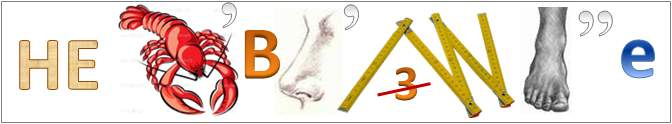 НЕ ’ В ’ 3 ” е